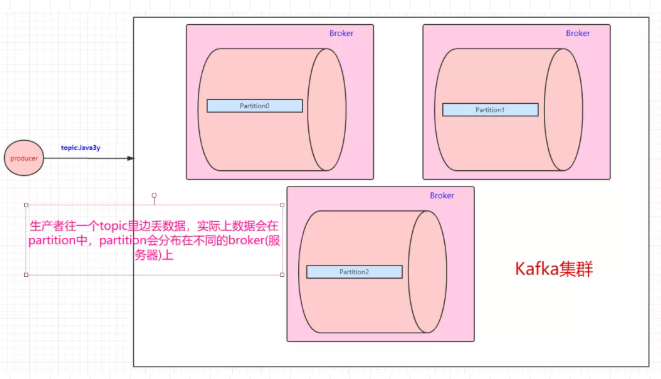 Broker
Broker
Partition0
Partition1
topic:Java3y
producer
Broker
生产者往一个topic里边丢数据，实际上数据会在
partition中，partition会分布在不同的broker(服
务器)上
Partition2
Kafka集群